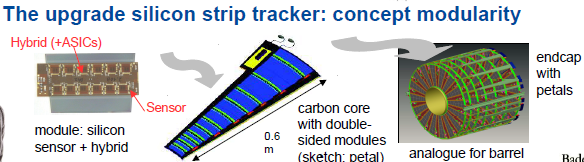 The upgrade silicon strip tracker: concept modularity
Hybrid (+ASICs)
Sensor
module: silicon
sensor + hybrid
0.6
m
carbon core
with double-
sided modules
(sketch: petal)
endcap
with
petals
analogue for barrel